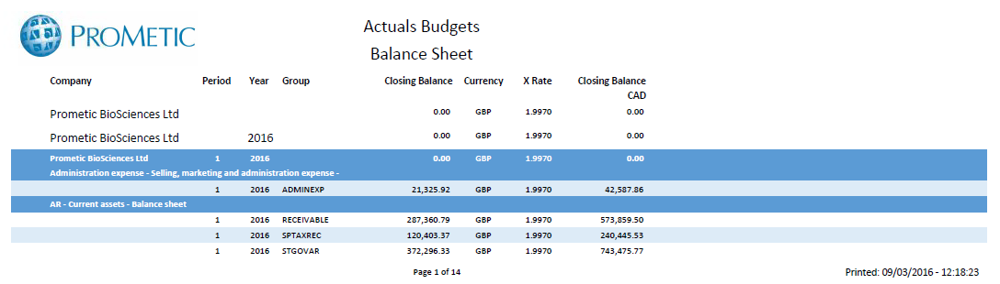 PROMETIC
Actuals Budgets
Balance Sheet
Company Period Year Group Closing Balance Currency X Rate Closing Balance
CAD
Prometic BioSciences Ltd 0.00 GBP 1.9970 0.00
Prometic BioSciences Ltd 2016 0.00 GBP 1.9970 0.00
Prometic BioSciences Ltd 1 2016 0.00 GBP 1.9970 0.00
Administration expense - Selling, marketing and administration expense -
1 2016 ADMINEXP 21,325.92 GBP 1.9970 42,587.86
AR - Current assets - Balance sheet
1 2016 RECEIVABLE 287,360.79 GBP 1.9970 573,859.50
1 2016 SPTAXREC 120,403.37 GBP 1.9970 240,445.53
1 2016 STGOVAR 372,296.33 GBP 1.9970 743,475.77
Page 1 of 14
Printed: 09/03/2016 - 12:18:23